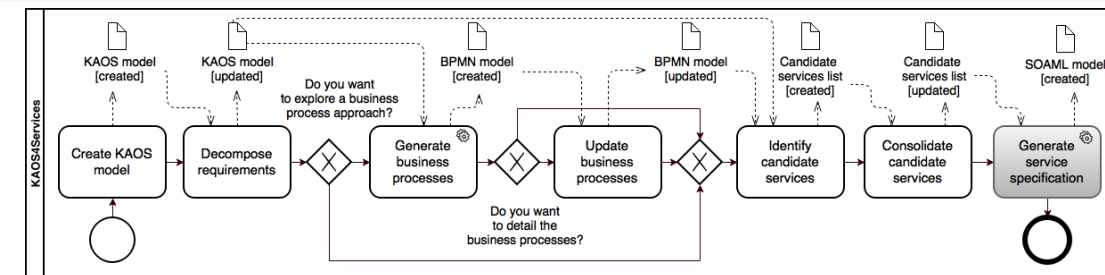 KAOS4Services
KAOS model
[created]
KAOS model
[updated]
BPMN model
[created]
BPMN model
[updated]
Candidate
services list
[created]
Candidate
services list
[updated]
SOAML model
[created]
Do you want
to explore a business
process approach?
Create KAOS
model
Decompose
requirements
X
Generate
business
processes
X
Update
business
processes
X
Identify
candidate
services
Consolidate
candidate
services
Generate
service
specification
Do you want
to detail the
business processes?